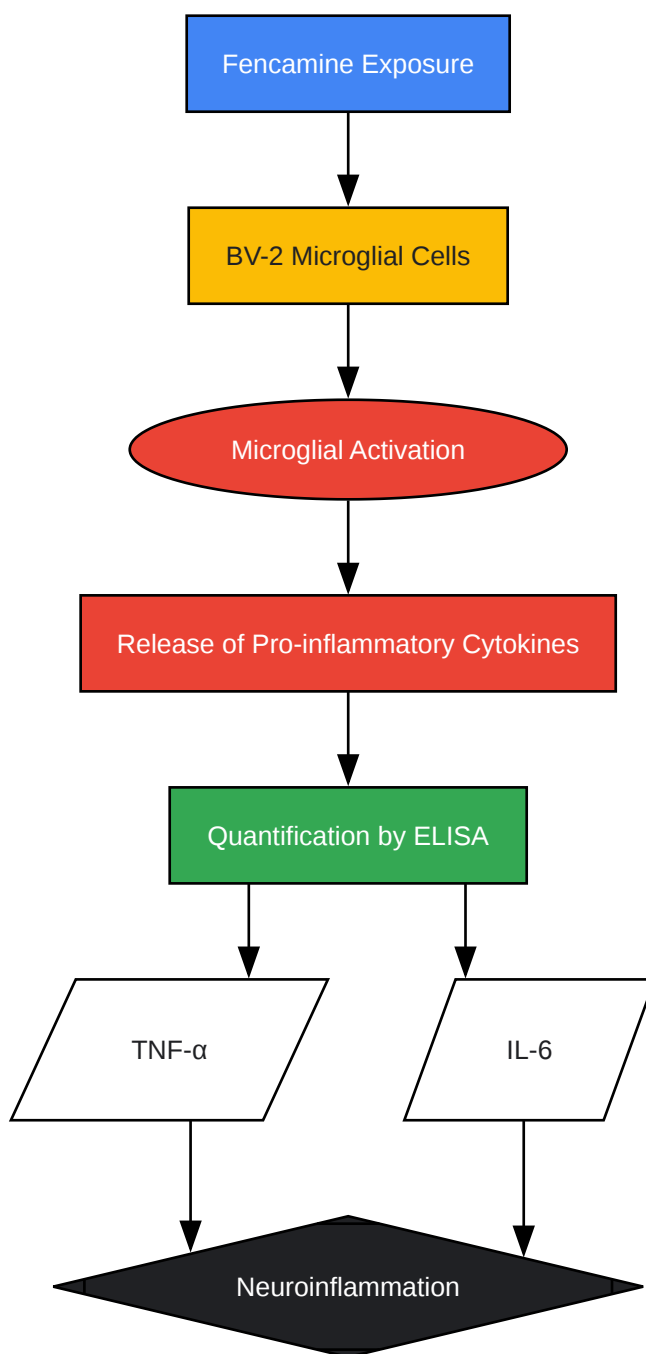 Fencamine Exposure
BV-2 Microglial Cells
Microglial Activation
Release of Pro-inflammatory Cytokines
Quantification by ELISA
TNF-α
IL-6
Neuroinflammation